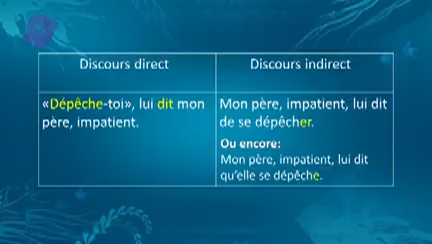 Discours direct
Discours indirect
«Dépêche-toi», lui dit mon
père, impatient.
Mon père, impatient, lui dit
de se dépêcher.
Ou encore:
Mon père, impatient, lui dit
qu'elle se dépêche.